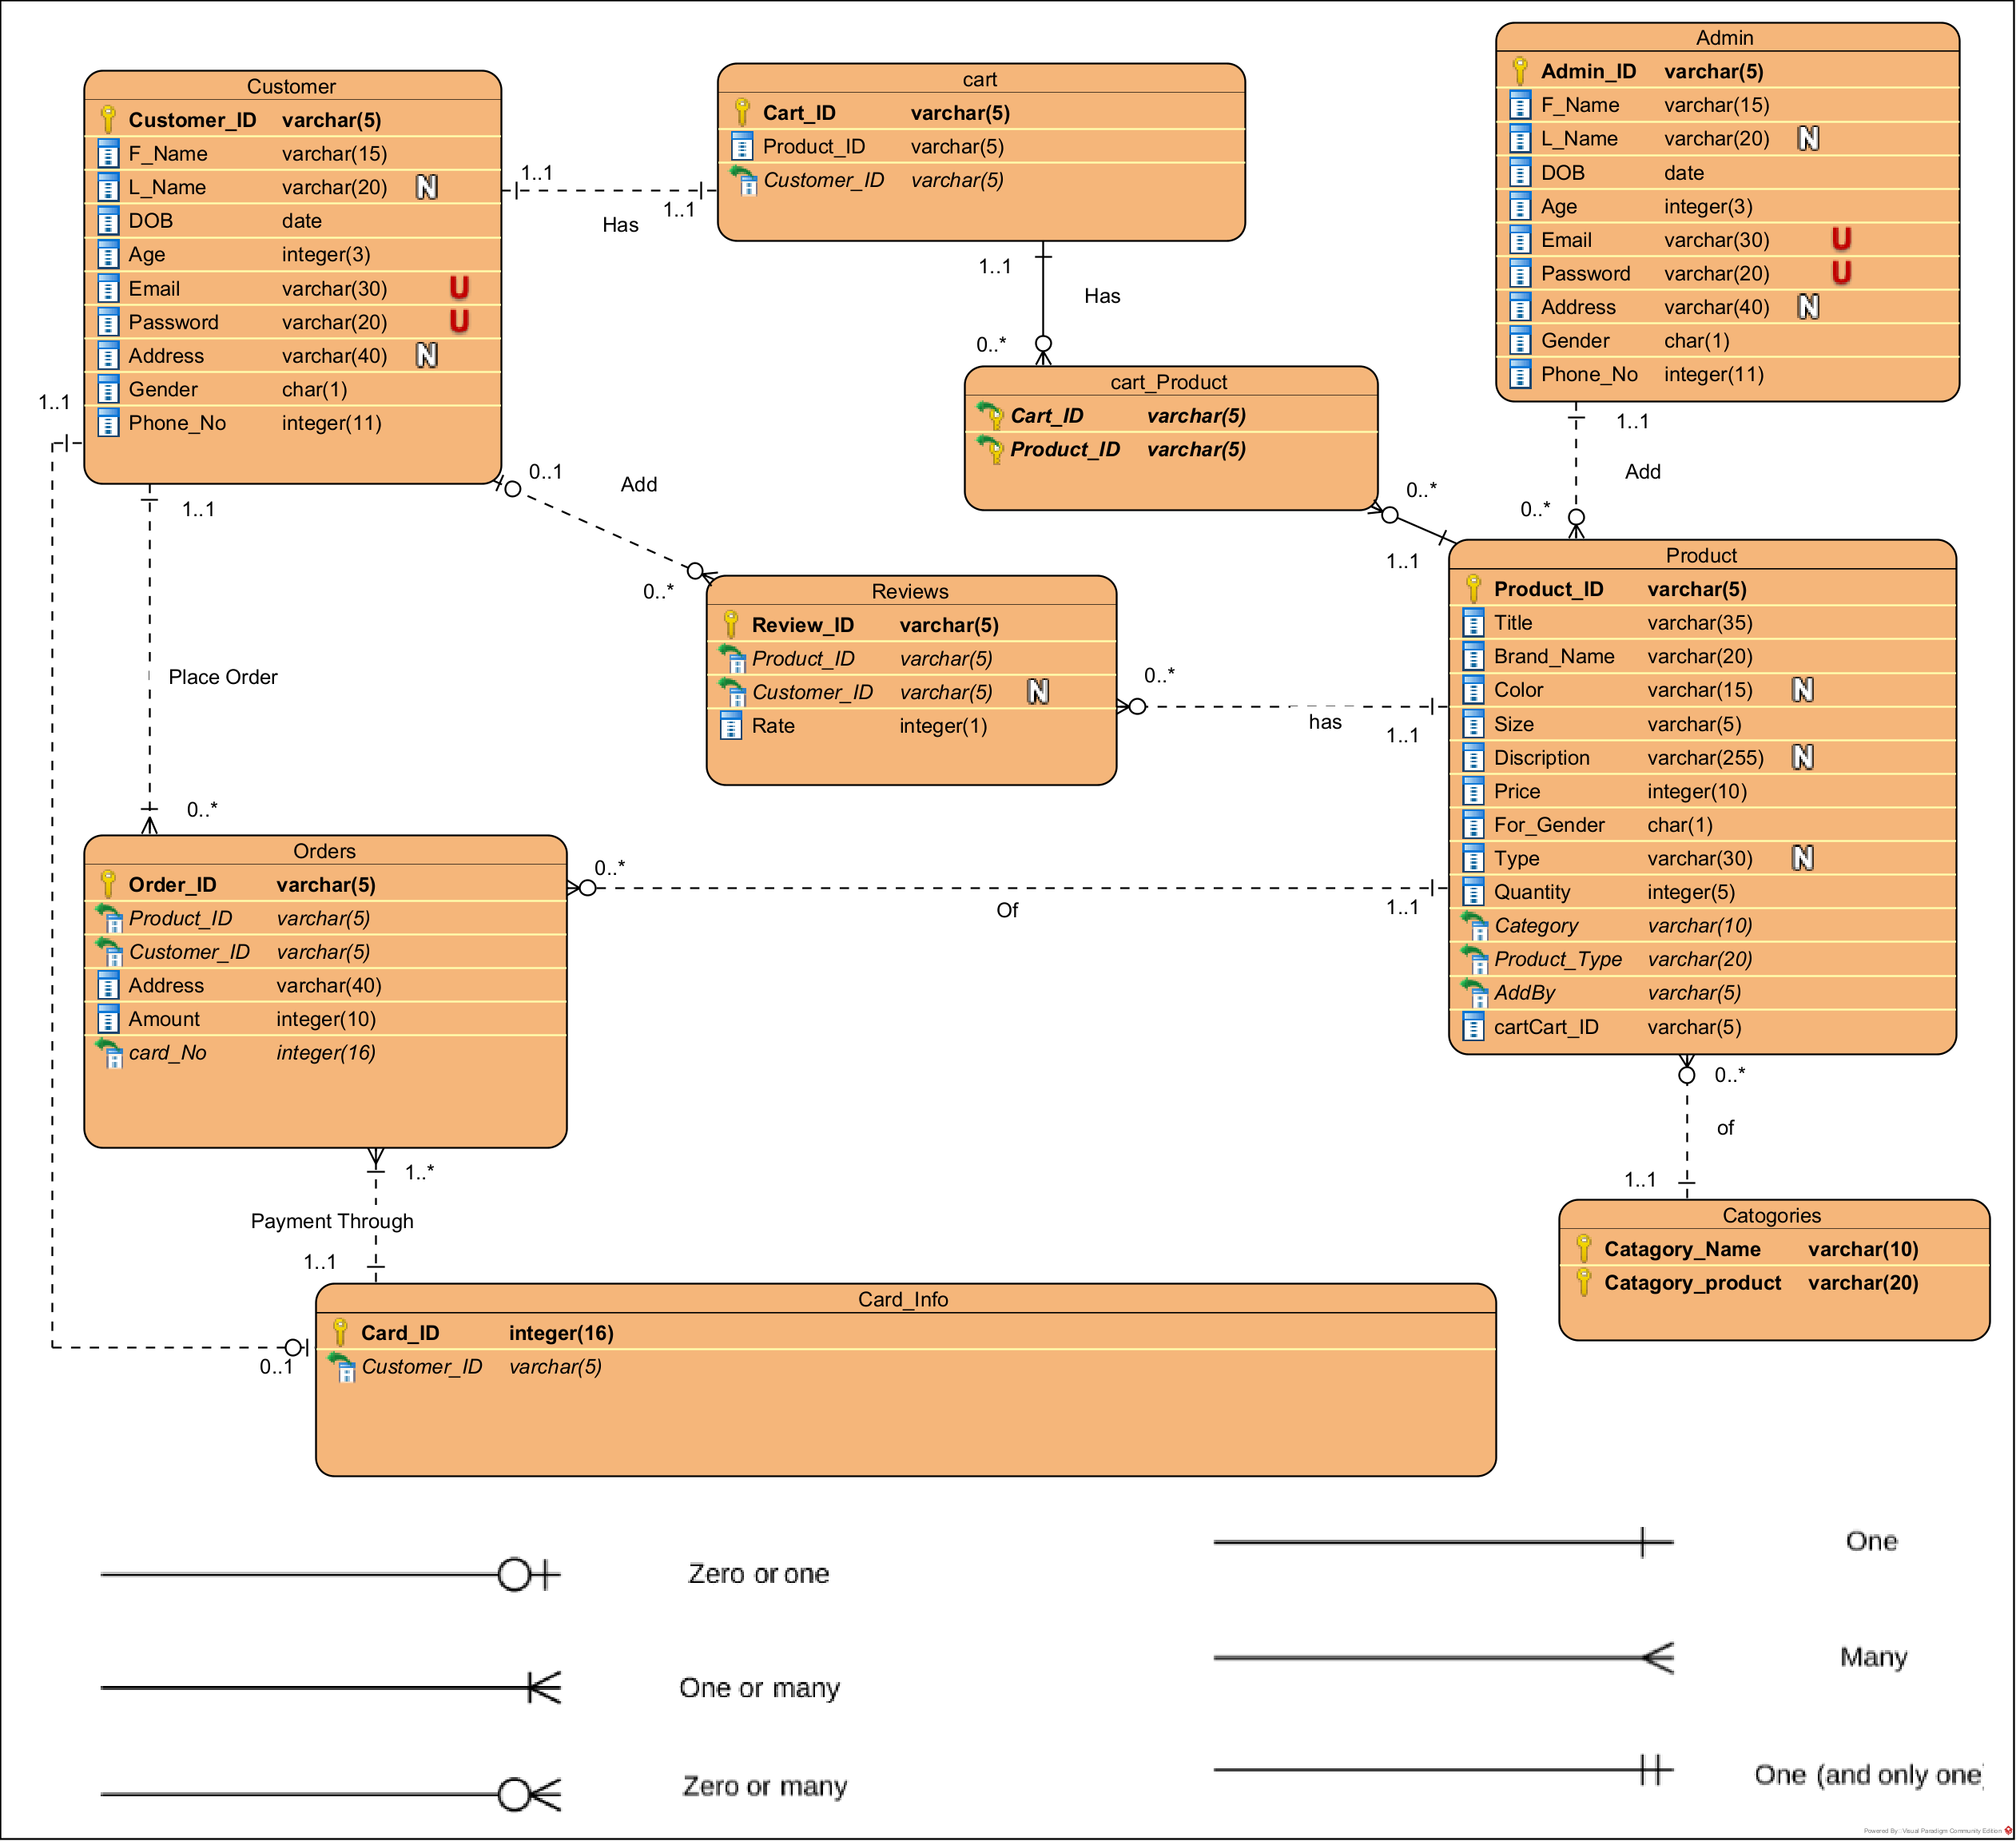 Customer
Customer_ID varchar(5)
F_Name varchar(15)
L_Name varchar(20) N
DOB date
Age integer(3)
Email varchar(30) U
Password varchar(20) U
Address varchar(40) N
Gender char(1)
Phone_No integer(11)
cart
Cart_ID varchar(5)
Product_ID varchar(5)
Customer_ID varchar(5)
Admin
Admin_ID varchar(5)
F_Name varchar(15)
L_Name varchar(20) N
DOB date
Age integer(3)
Email varchar(30) U
Password varchar(20) U
Address varchar(40) N
Gender char(1)
Phone_No integer(11)
1..1
1..1
Has
1..1
Has
0..*
cart_Product
Cart_ID varchar(5)
Product_ID varchar(5)
1..1
Add
0..*
0..*
1..1
1..1
0..1
Add
0..*
1..1
Place Order
0..*
Reviews
Review_ID varchar(5)
Product_ID varchar(5)
Customer_ID varchar(5) N
Rate integer(1)
0..*
has
1..1
Product
Product_ID varchar(5)
Title varchar(35)
Brand_Name varchar(20)
Color varchar(15) N
Size varchar(5)
Discription varchar(255) N
Price integer(10)
For_Gender char(1)
Type varchar(30) N
Quantity integer(5)
Category varchar(10)
Product_Type varchar(20)
AddBy varchar(5)
cartCart_ID varchar(5)
Orders
Order_ID varchar(5)
Product_ID varchar(5)
Customer_ID varchar(5)
Address varchar(40)
Amount integer(10)
card_No integer(16)
0..*
Of
1..1
0..*
of
1..1
Catogories
Catagory_Name varchar(10)
Catagory_product varchar(20)
1..*
Payment Through
1..1
0..1
Card_Info
Card_ID integer(16)
Customer_ID varchar(5)
Zero or one
One or many
Zero or many
One
Many
One (and only one
Powered By: Visual Paradigm Community Edition